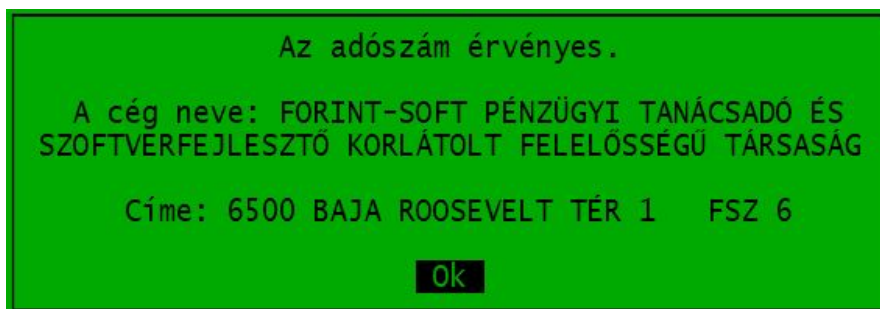 Az adószám érvényes.
A cég neve: FORINT-SOFT PÉNZÜGYI TANÁCSADÓ ÉS
SZOFTVERFEJLESZTŐ KORLÁTOLT FELELŐSSÉGŰ TÁRSASÁG
Címe: 6500 BAJA ROOSEVELT TÉR 1 FSZ 6
Ok